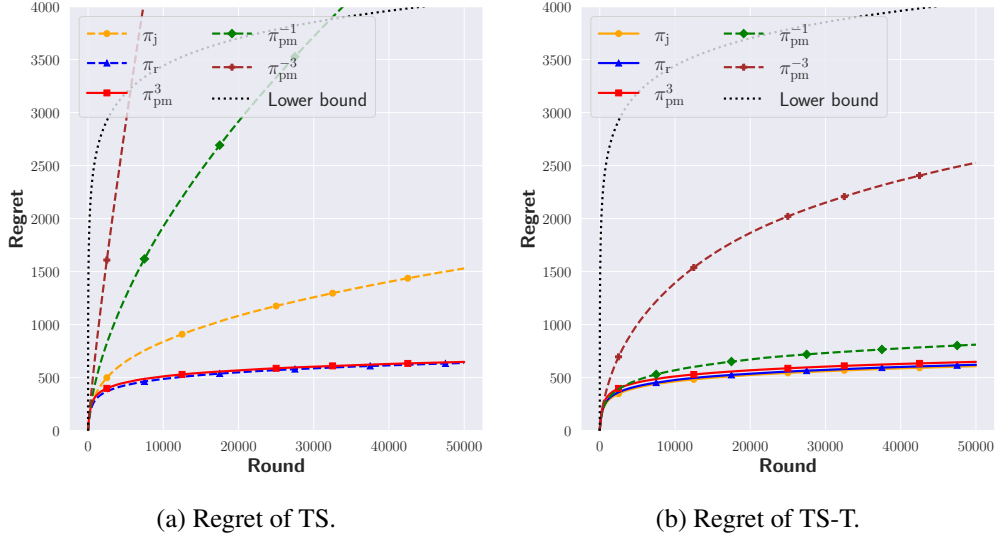 4000
3500
3000
2500
2000
1500
1000
500
0
Regret
0 10000 20000 30000 40000 50000
Round
π_j
π_r
π_pm^3
π_pm^{-1}
π_pm^{-3}
Lower bound
(a) Regret of TS.
4000
3500
3000
2500
2000
1500
1000
500
0
Regret
0 10000 20000 30000 40000 50000
Round
π_j
π_r
π_pm^3
π_pm^{-1}
π_pm^{-3}
Lower bound
(b) Regret of TS-T.